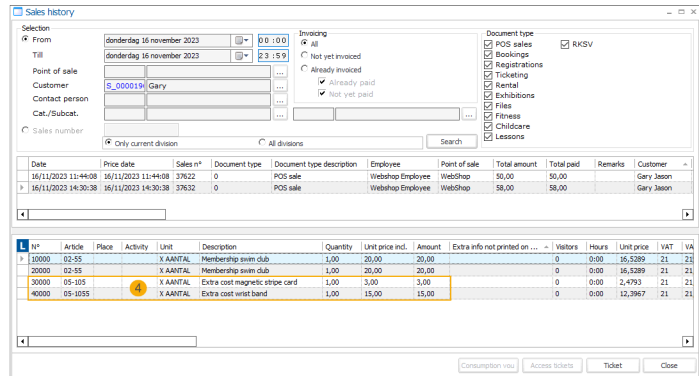 Sales history
Selection
From donderdag 16 november 2023 00:00
Till donderdag 16 november 2023 23:59
Point of sale ...
Customer S_000019 Gary ...
Contact person ...
Cat./Subcat. ... ...
Sales number
Only current division All divisions Search
Invoicing
All
Not yet invoiced
Already invoiced
Already paid
Not yet paid
Document type
POS sales RKSV
Bookings
Registrations
Ticketing
Rental
Exhibitions
Files
Fitness
Childcare
Lessons
Date Price date Sales n° Document type Document type description Employee Point of sale Total amount Total paid Remarks Customer
16/11/2023 11:44:08 16/11/2023 11:44:08 37622 0 POS sale Webshop Employee WebShop 50,00 50,00 Gary Jason
16/11/2023 14:30:38 16/11/2023 14:30:38 37632 0 POS sale Webshop Employee WebShop 58,00 58,00 Gary Jason
L N° Article Place Activity Unit Description Quantity Unit price incl. Amount Extra info not printed on ... Visitors Hours Unit price VAT VA
10000 02-55 X AANTAL Membership swim club 1,00 20,00 20,00 0 0:00 16,5289 21 21
20000 02-55 X AANTAL Membership swim club 1,00 20,00 20,00 0 0:00 16,5289 21 21
30000 05-105 X AANTAL Extra cost magnetic stripe card 1,00 3,00 3,00 0 0:00 2,4793 21 21
40000 05-1055 X AANTAL Extra cost wrist band 1,00 15,00 15,00 0 0:00 12,3967 21 21
4
Consumption vou Access tickets Ticket Close